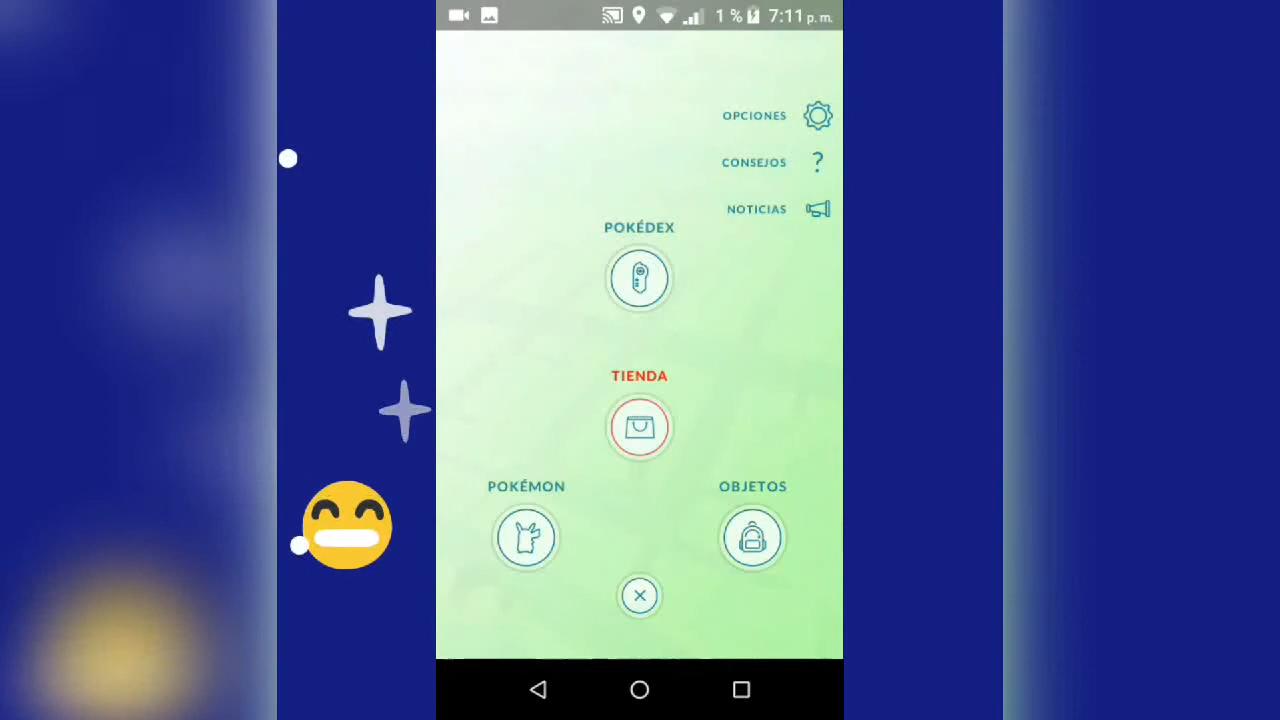 1 % 7:11 p. m.
OPCIONES
CONSEJOS ?
NOTICIAS
POKÉDEX
TIENDA
POKÉMON
OBJETOS